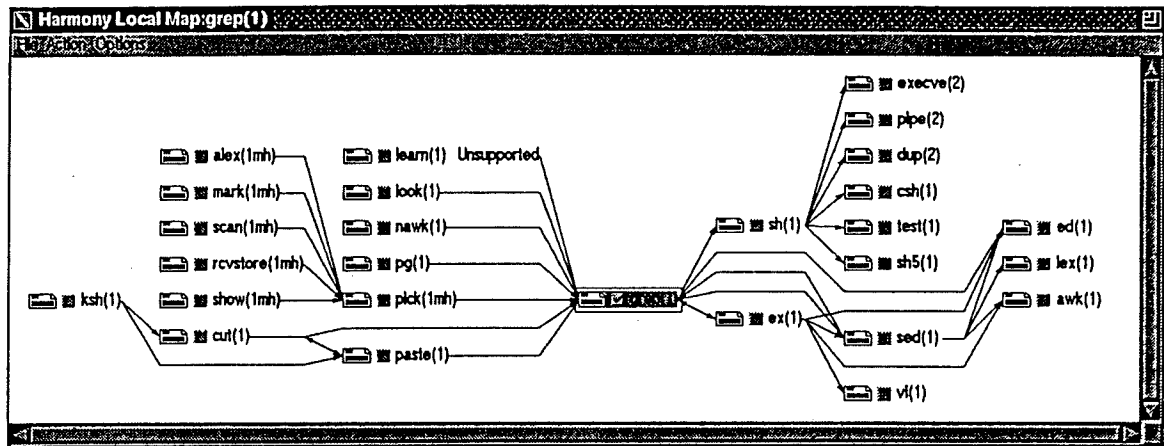 Harmony Local Map:grep(1)
File Action Options
execve(2)
pipe(2)
alex(1mh) learn(1) Unsupported dup(2)
mark(1mh) look(1) csh(1)
scan(1mh) nawk(1) sh(1) test(1) ed(1)
rcvstore(1mh) pg(1) sh5(1) lex(1)
ksh(1) show(1mh) pick(1mh) awk(1)
ex(1)
cut(1) sed(1)
paste(1)
vi(1)